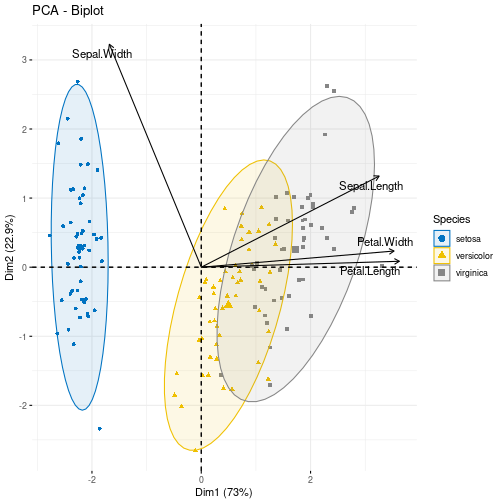 PCA - Biplot
Sepal.Width
Sepal.Length
Petal.Width
Petal.Length
3
2
1
0
-1
-2
Dim2 (22.9%)
-2
0
2
Dim1 (73%)
Species
setosa
versicolor
virginica